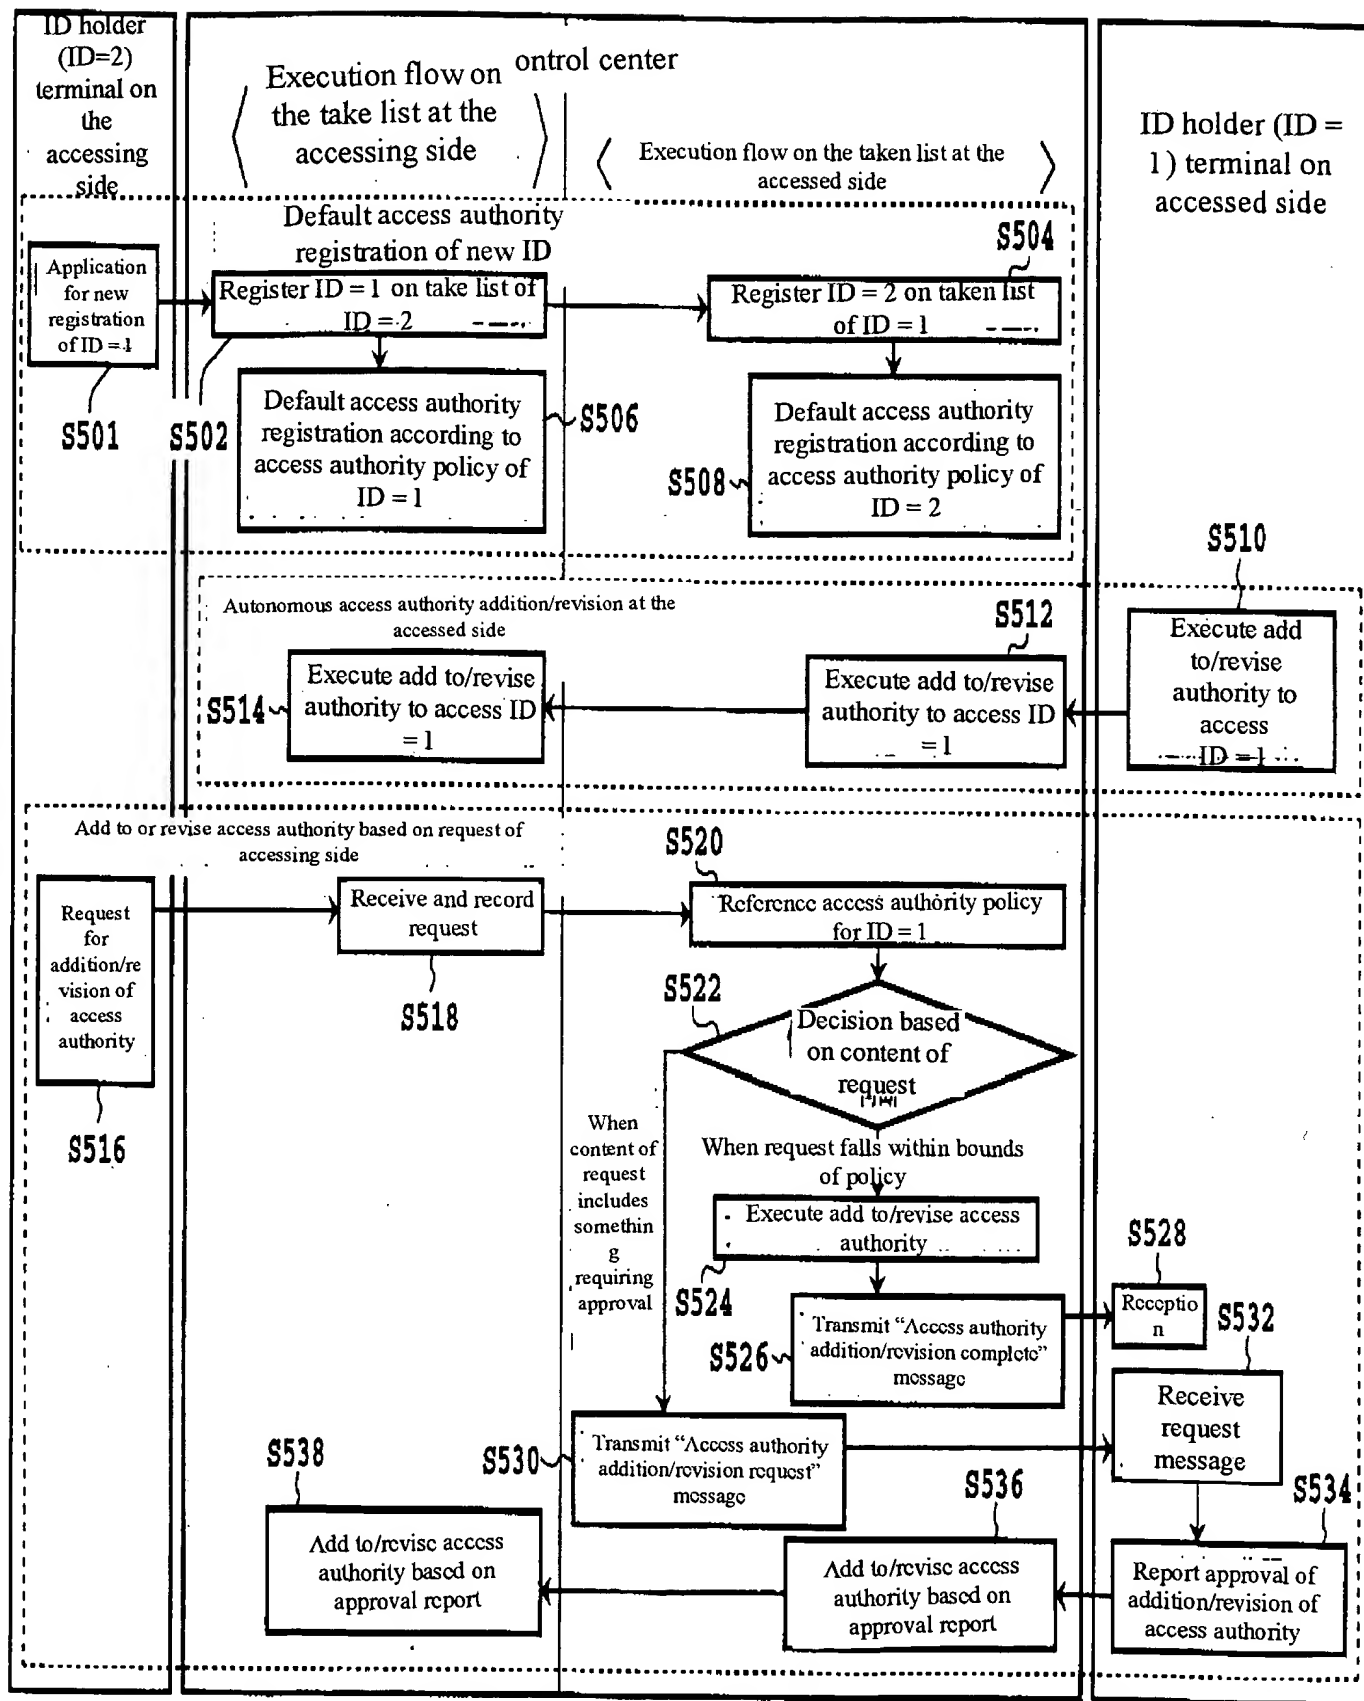 ID holder
(ID=2)
terminal on
the
accessing
side
Execution flow on
the take list at the
accessing side
ontrol center
Execution flow on the taken list at the
accessed side
ID holder (ID =
1) terminal on
accessed side
Default access authority
registration of new ID
S504
Application
for new
registration
of ID = 1
Register ID = 1 on take list of
ID = 2
Register ID = 2 on taken list
of ID = 1
S501
S502
Default access authority
registration according to
access authority policy of
ID = 1
S506
Default access authority
registration according to
access authority policy of
ID = 2
S508
S510
Autonomous access authority addition/revision at the
accessed side
S512
Execute add to/revise
authority to access ID
= 1
S514
Execute add to/revise
authority to access ID
= 1
Execute add
to/revise
authority to
access
ID = 1
Add to or revise access authority based on request of
accessing side
S520
Request
for
addition/re
vision of
access
authority
Receive and record
request
Reference access authority policy
for ID = 1
S516
S518
S522
Decision based
on content of
request
When
content of
request
includes
somethin
g
requiring
approval
When request falls within bounds
of policy
Execute add to/revise access
authority
S524
S528
Transmit “Access authority
addition/revision complete”
message
S526
Receptio
n
S532
Receive
request
message
Transmit “Access authority
addition/revision request”
message
S530
S538
S536
S534
Add to/revise access
authority based on
approval report
Add to/revise access
authority based on
approval report
Report approval of
addition/revision of
access authority